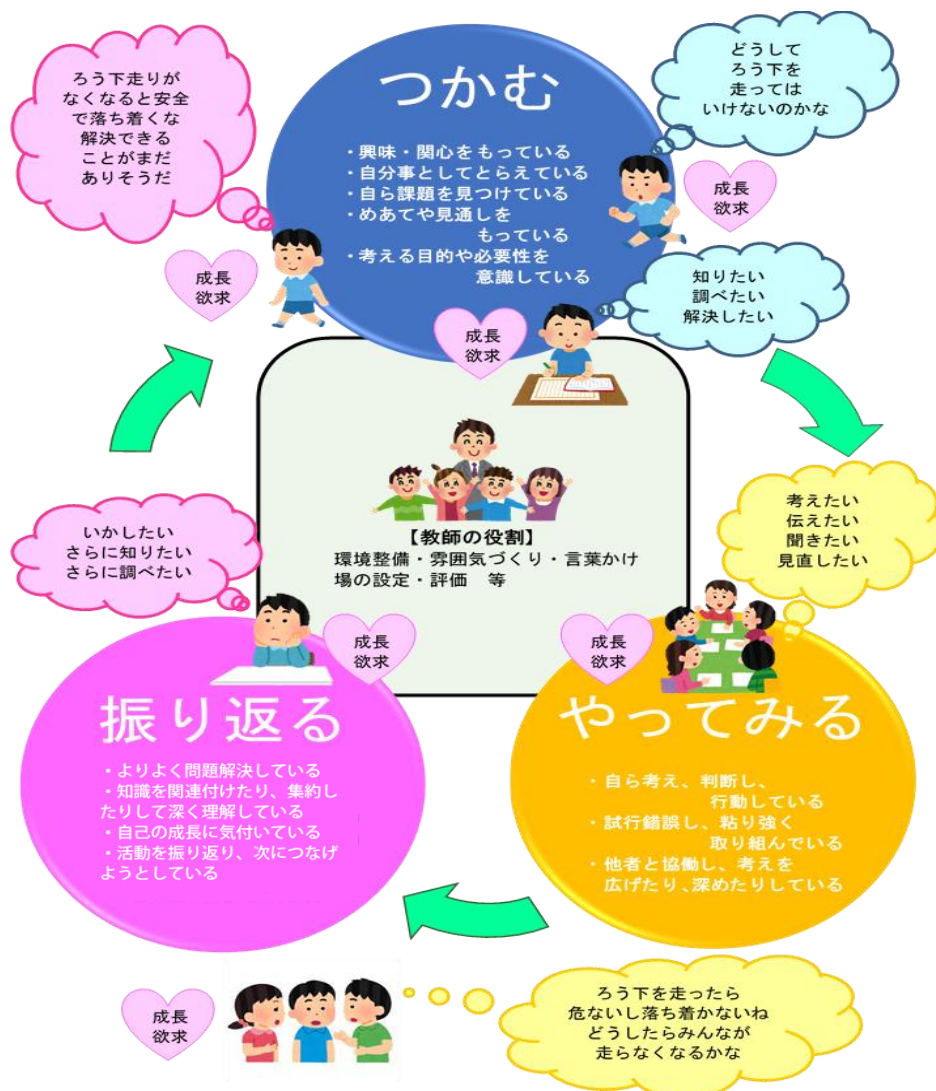 つかむ
・興味・関心をもっている
・自分事としてとらえている
・自ら課題を見つけている
・めあてや見通しを
もっている
・考える目的や必要性を
意識している
ろう下走りが
なくなると安全
で落ち着くな
解決できる
ことがまだ
ありそうだ
成長
欲求
どうして
ろう下を
走っては
いけないのかな
成長
欲求
知りたい
調べたい
解決したい
成長
欲求
【教師の役割】
環境整備・雰囲気づくり・言葉かけ
場の設定・評価 等
考えたい
伝えたい
聞きたい
見直したい
成長
欲求
やってみる
・自ら考え、判断し、
行動している
・試行錯誤し、粘り強く
取り組んでいる
・他者と協働し、考えを
広げたり、深めたりしている
ろう下を走ったら
危ないし落ち着かないね
どうしたらみんなが
走らなくなるかな
成長
欲求
いかしたい
さらに知りたい
さらに調べたい
成長
欲求
振り返る
・よりよく問題解決している
・知識を関連付けたり、集約し
たりして深く理解している
・自己の成長に気付いている
・活動を振り返り、次につなげ
ようとしている